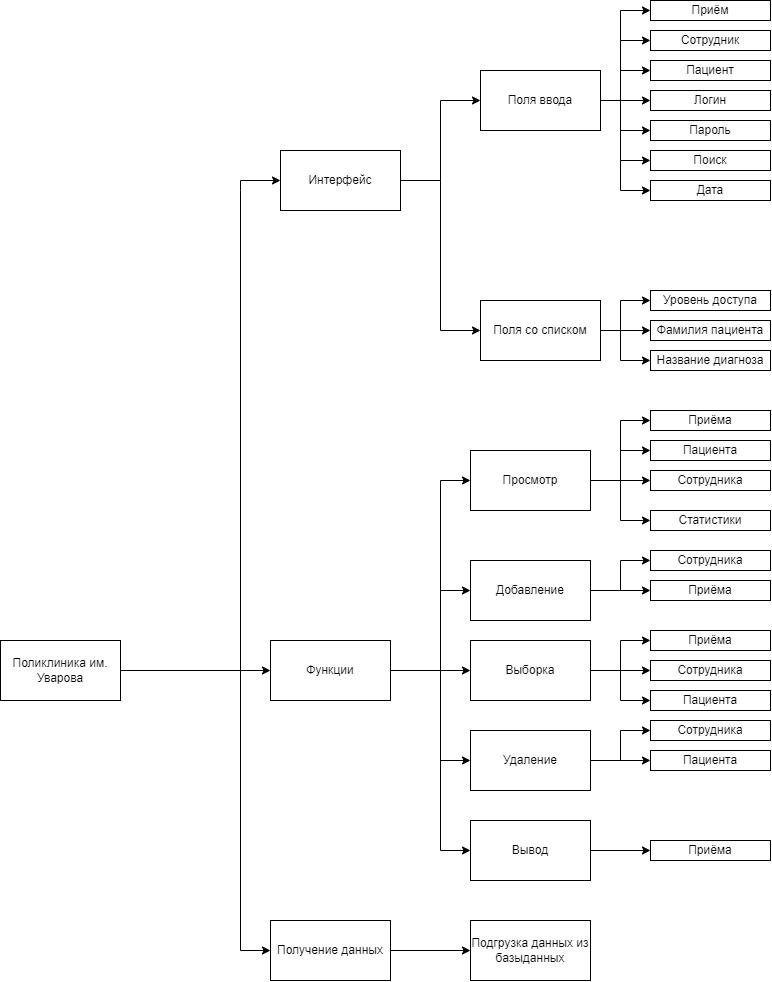 Приём
Сотрудник
Пациент
Поля ввода
Логин
Пароль
Поиск
Интерфейс
Дата
Уровень доступа
Поля со списком
Фамилия пациента
Название диагноза
Приёма
Пациента
Просмотр
Сотрудника
Статистики
Сотрудника
Добавление
Приёма
Приёма
Поликлиника им.
Уварова
Функции
Выборка
Сотрудника
Пациента
Сотрудника
Удаление
Пациента
Вывод
Приёма
Получение данных
Подгрузка данных из
базыданных